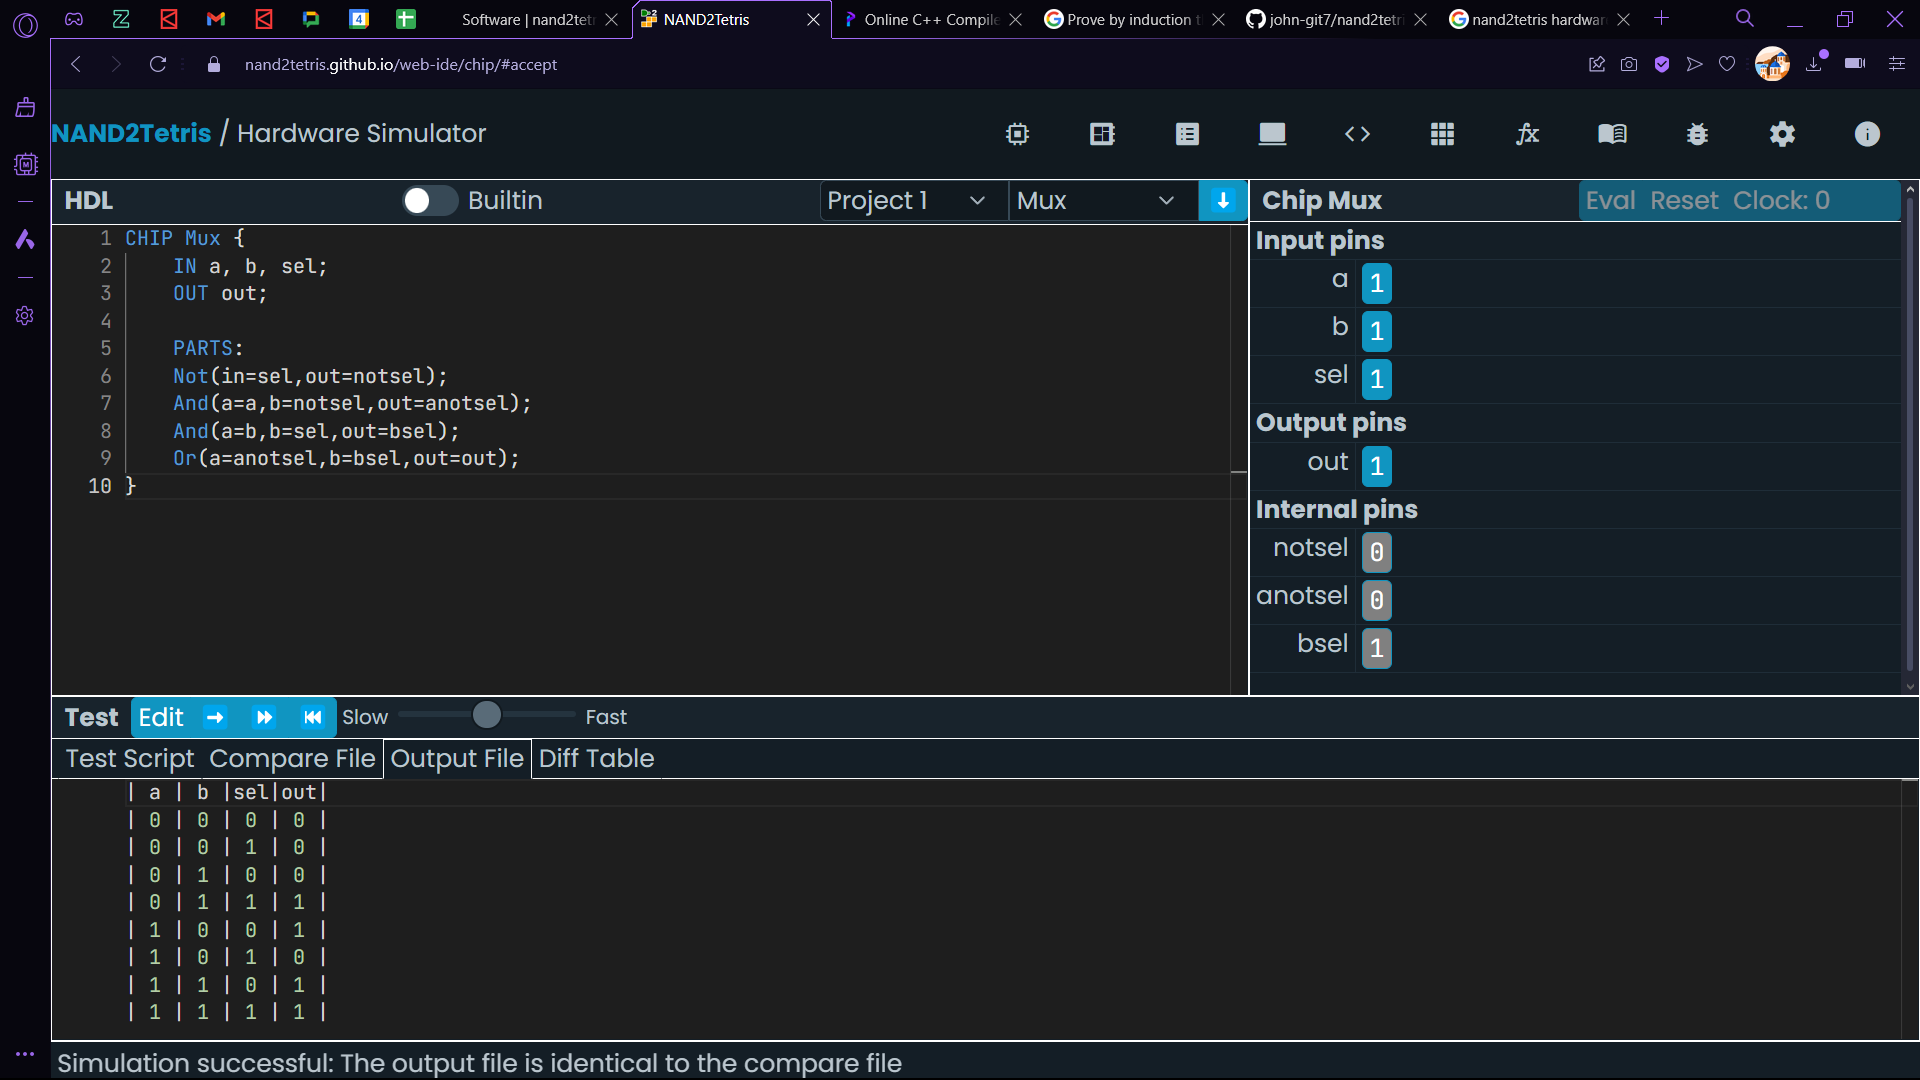 Software | nand2tetr
NAND2Tetris
Online C++ Compile
Prove by induction t
john-git7/nand2tetri
nand2tetris hardwar
nand2tetris.github.io/web-ide/chip/#accept
NAND2Tetris / Hardware Simulator
HDL
Builtin
Project 1
Mux
Chip Mux
Eval Reset Clock: 0
1 CHIP Mux {
2 IN a, b, sel;
3 OUT out;
4
5 PARTS:
6 Not(in=sel,out=notsel);
7 And(a=a,b=notsel,out=anotsel);
8 And(a=b,b=sel,out=bsel);
9 Or(a=anotsel,b=bsel,out=out);
10 }
Input pins
a 1
b 1
sel 1
Output pins
out 1
Internal pins
notsel 0
anotsel 0
bsel 1
Test Edit Slow Fast
Test Script Compare File Output File Diff Table
| a | b |sel|out|
| 0 | 0 | 0 | 0 |
| 0 | 0 | 1 | 0 |
| 0 | 1 | 0 | 0 |
| 0 | 1 | 1 | 1 |
| 1 | 0 | 0 | 1 |
| 1 | 0 | 1 | 0 |
| 1 | 1 | 0 | 1 |
| 1 | 1 | 1 | 1 |
Simulation successful: The output file is identical to the compare file